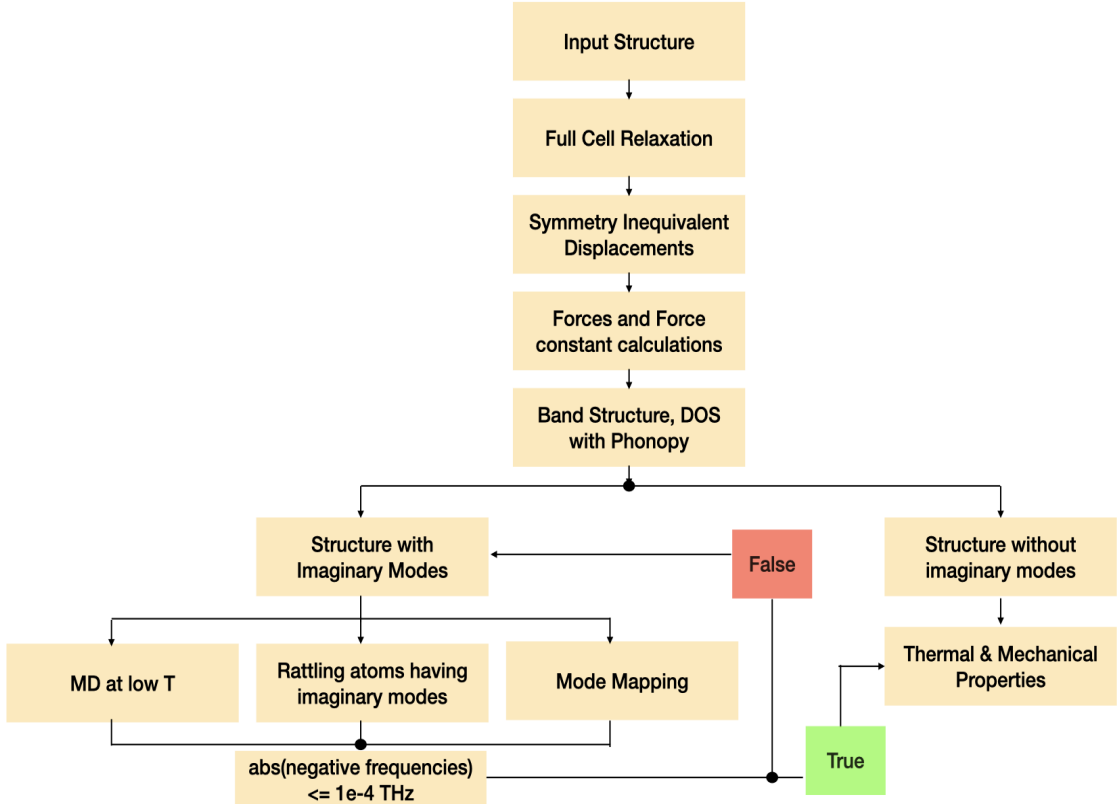 Input Structure
Full Cell Relaxation
Symmetry Inequivalent
Displacements
Forces and Force
constant calculations
Band Structure, DOS
with Phonopy
Structure with
Imaginary Modes
False
Structure without
imaginary modes
MD at low T
Rattling atoms having
imaginary modes
Mode Mapping
Thermal & Mechanical
Properties
abs(negative frequencies)
<= 1e-4 THz
True